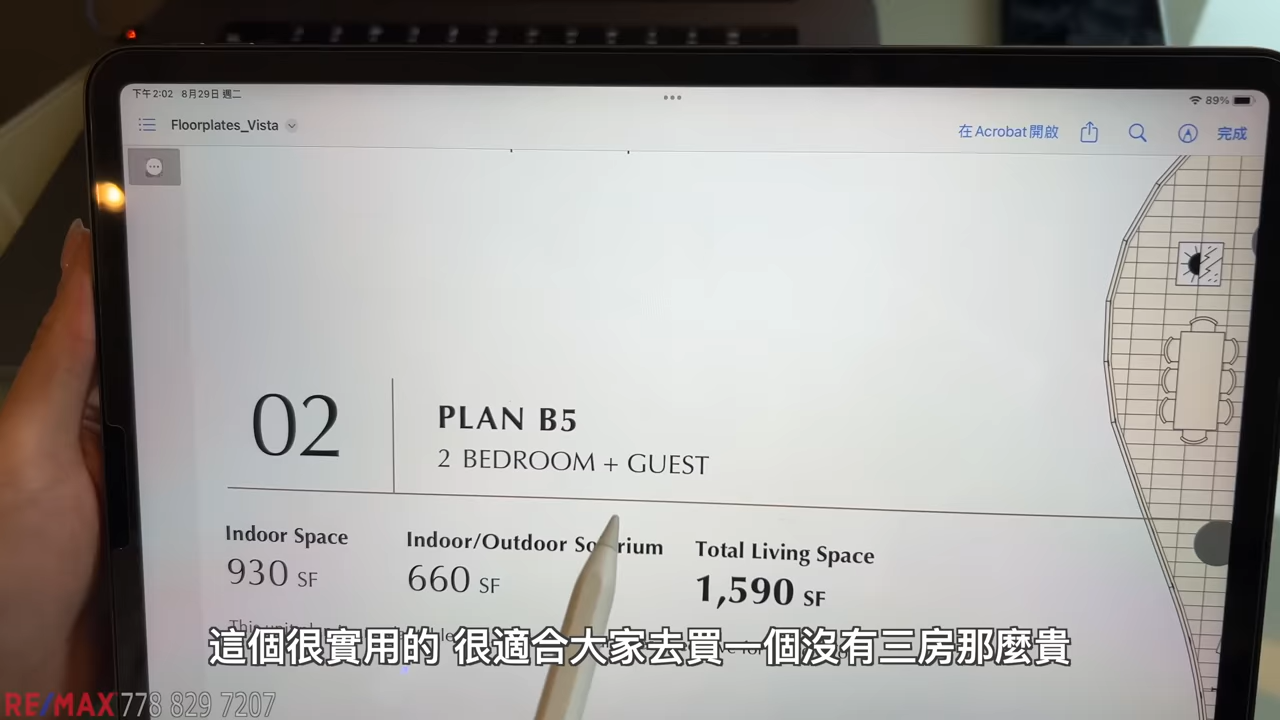 下午2:02 8月29日 週二
89%
Floorplates_Vista
在Acrobat開啟
完成
02
PLAN B5
2 BEDROOM + GUEST
Indoor Space
930 SF
Indoor/Outdoor
660 SF
Total Living Space
1,590 SF
這個很實用的 很適合大家去買一個沒有三房那麼貴
RE/MAX 778 829 7207